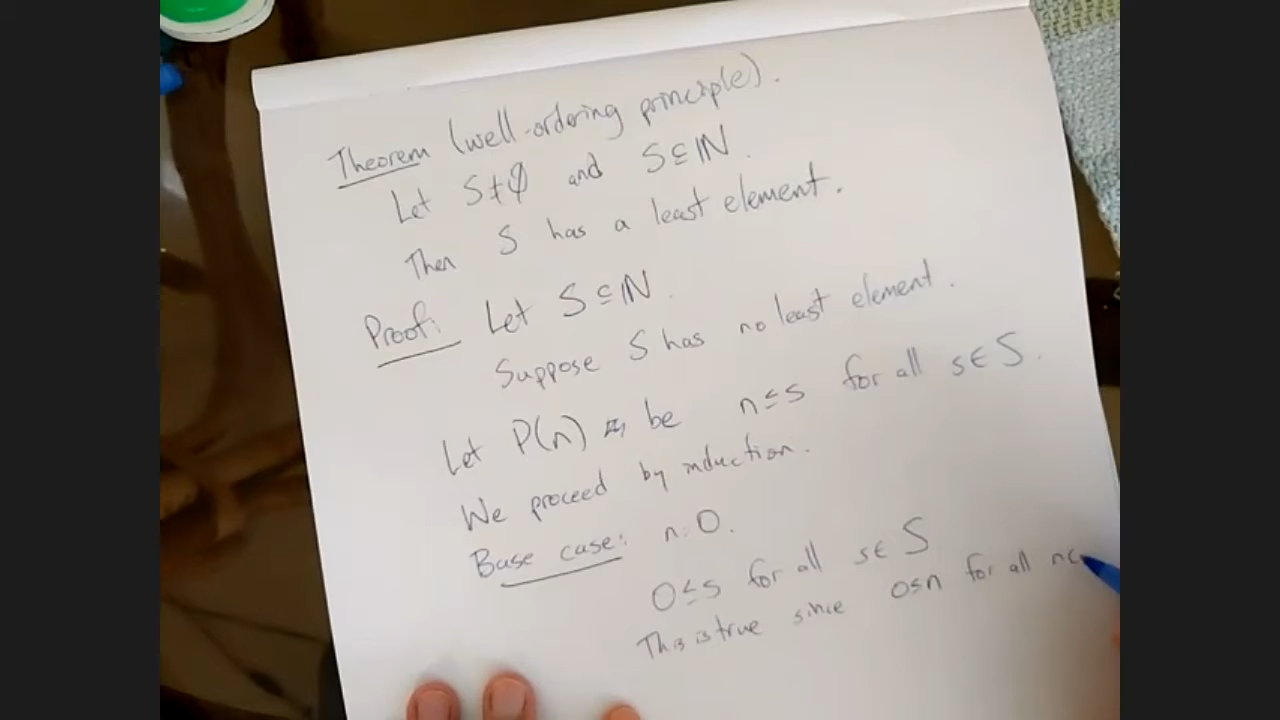 Theorem (well-ordering principle).
Let S≠∅ and S⊆ℕ.
Then S has a least element.
Proof: Let S⊆ℕ.
Suppose S has no least element.
Let P(n) be n≤s for all s∈S.
We proceed by induction.
Base case: n=0.
0≤s for all s∈S
This is true since 0≤n for all n∈